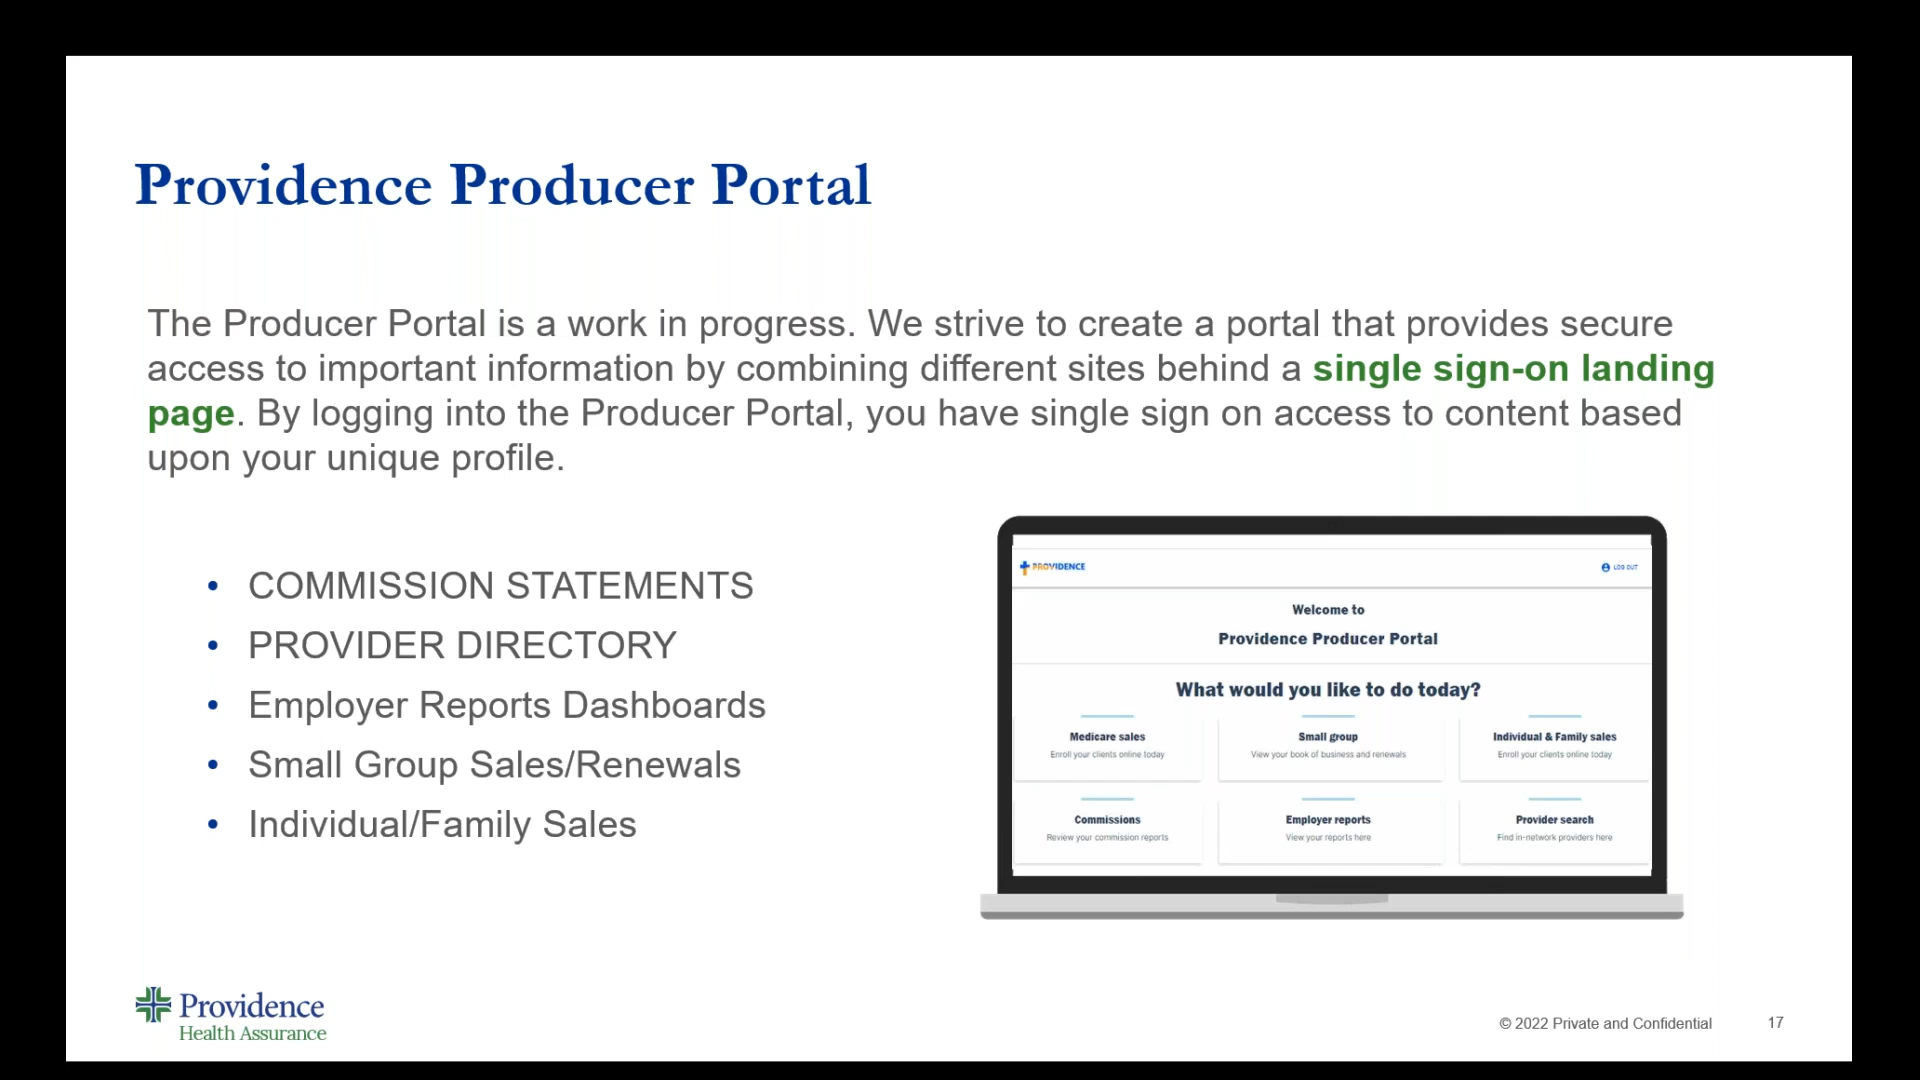 Providence Producer Portal
The Producer Portal is a work in progress. We strive to create a portal that provides secure
access to important information by combining different sites behind a single sign-on landing
page. By logging into the Producer Portal, you have single sign on access to content based
upon your unique profile.
• COMMISSION STATEMENTS
• PROVIDER DIRECTORY
• Employer Reports Dashboards
• Small Group Sales/Renewals
• Individual/Family Sales
PROVIDENCE
LOG OUT
Welcome to
Providence Producer Portal
What would you like to do today?
Medicare sales
Enroll your clients online today
Small group
View your book of business and renewals
Individual & Family sales
Enroll your clients online today
Commissions
Review your commission reports
Employer reports
View your reports here
Provider search
Find in-network providers here
Providence
Health Assurance
© 2022 Private and Confidential
17